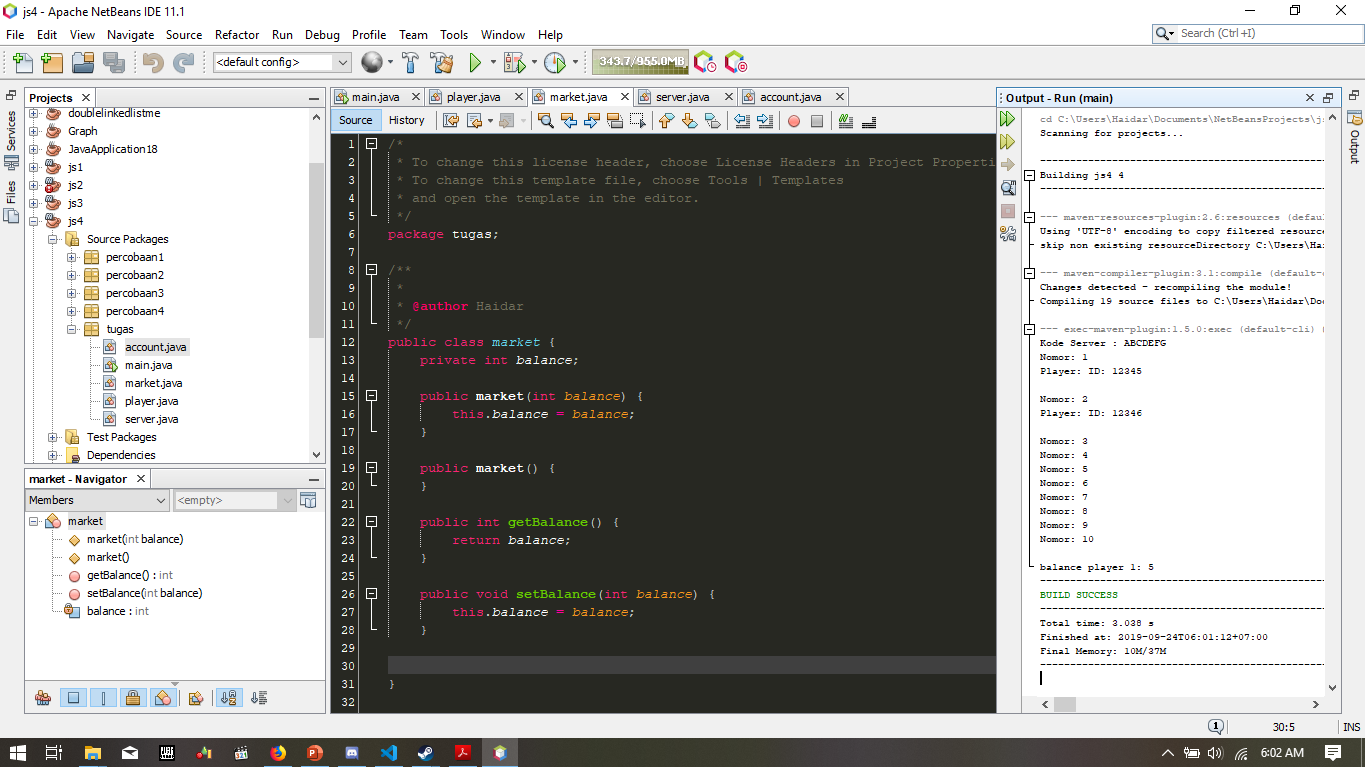 js4 - Apache NetBeans IDE 11.1
File Edit View Navigate Source Refactor Run Debug Profile Team Tools Window Help
Search (Ctrl+I)
<default config>
343.7/955.0MB
Services
Files
Projects
doublelinkedlistme
Graph
JavaApplication18
js1
js2
js3
js4
Source Packages
percobaan1
percobaan2
percobaan3
percobaan4
tugas
account.java
main.java
market.java
player.java
server.java
Test Packages
Dependencies
market - Navigator
Members
<empty>
market
market(int balance)
market()
getBalance() : int
setBalance(int balance)
balance : int
main.java player.java market.java server.java account.java
Source History
1 /*
2 * To change this license header, choose License Headers in Project Properti
3 * To change this template file, choose Tools | Templates
4 * and open the template in the editor.
5 */
6 package tugas;
7
8 /**
9 *
10 * @author Haidar
11 */
12 public class market {
13 private int balance;
14
15 public market(int balance) {
16 this.balance = balance;
17 }
18
19 public market() {
20 }
21
22 public int getBalance() {
23 return balance;
24 }
25
26 public void setBalance(int balance) {
27 this.balance = balance;
28 }
29
30
31 }
32
Output - Run (main)
Output
cd C:\Users\Haidar\Documents\NetBeansProjects\js
Scanning for projects...
Building js4 4
--- maven-resources-plugin:2.6:resources (defau
Using 'UTF-8' encoding to copy filtered resourc
skip non existing resourceDirectory C:\Users\Ha
--- maven-compiler-plugin:3.1:compile (default-
Changes detected - recompiling the module!
Compiling 19 source files to C:\Users\Haidar\Do
--- exec-maven-plugin:1.5.0:exec (default-cli)
Kode Server : ABCDEFG
Nomor: 1
Player: ID: 12345
Nomor: 2
Player: ID: 12346
Nomor: 3
Nomor: 4
Nomor: 5
Nomor: 6
Nomor: 7
Nomor: 8
Nomor: 9
Nomor: 10
balance player 1: 5
BUILD SUCCESS
Total time: 3.038 s
Finished at: 2019-09-24T06:01:12+07:00
Final Memory: 10M/37M
1
30:5
INS
6:02 AM